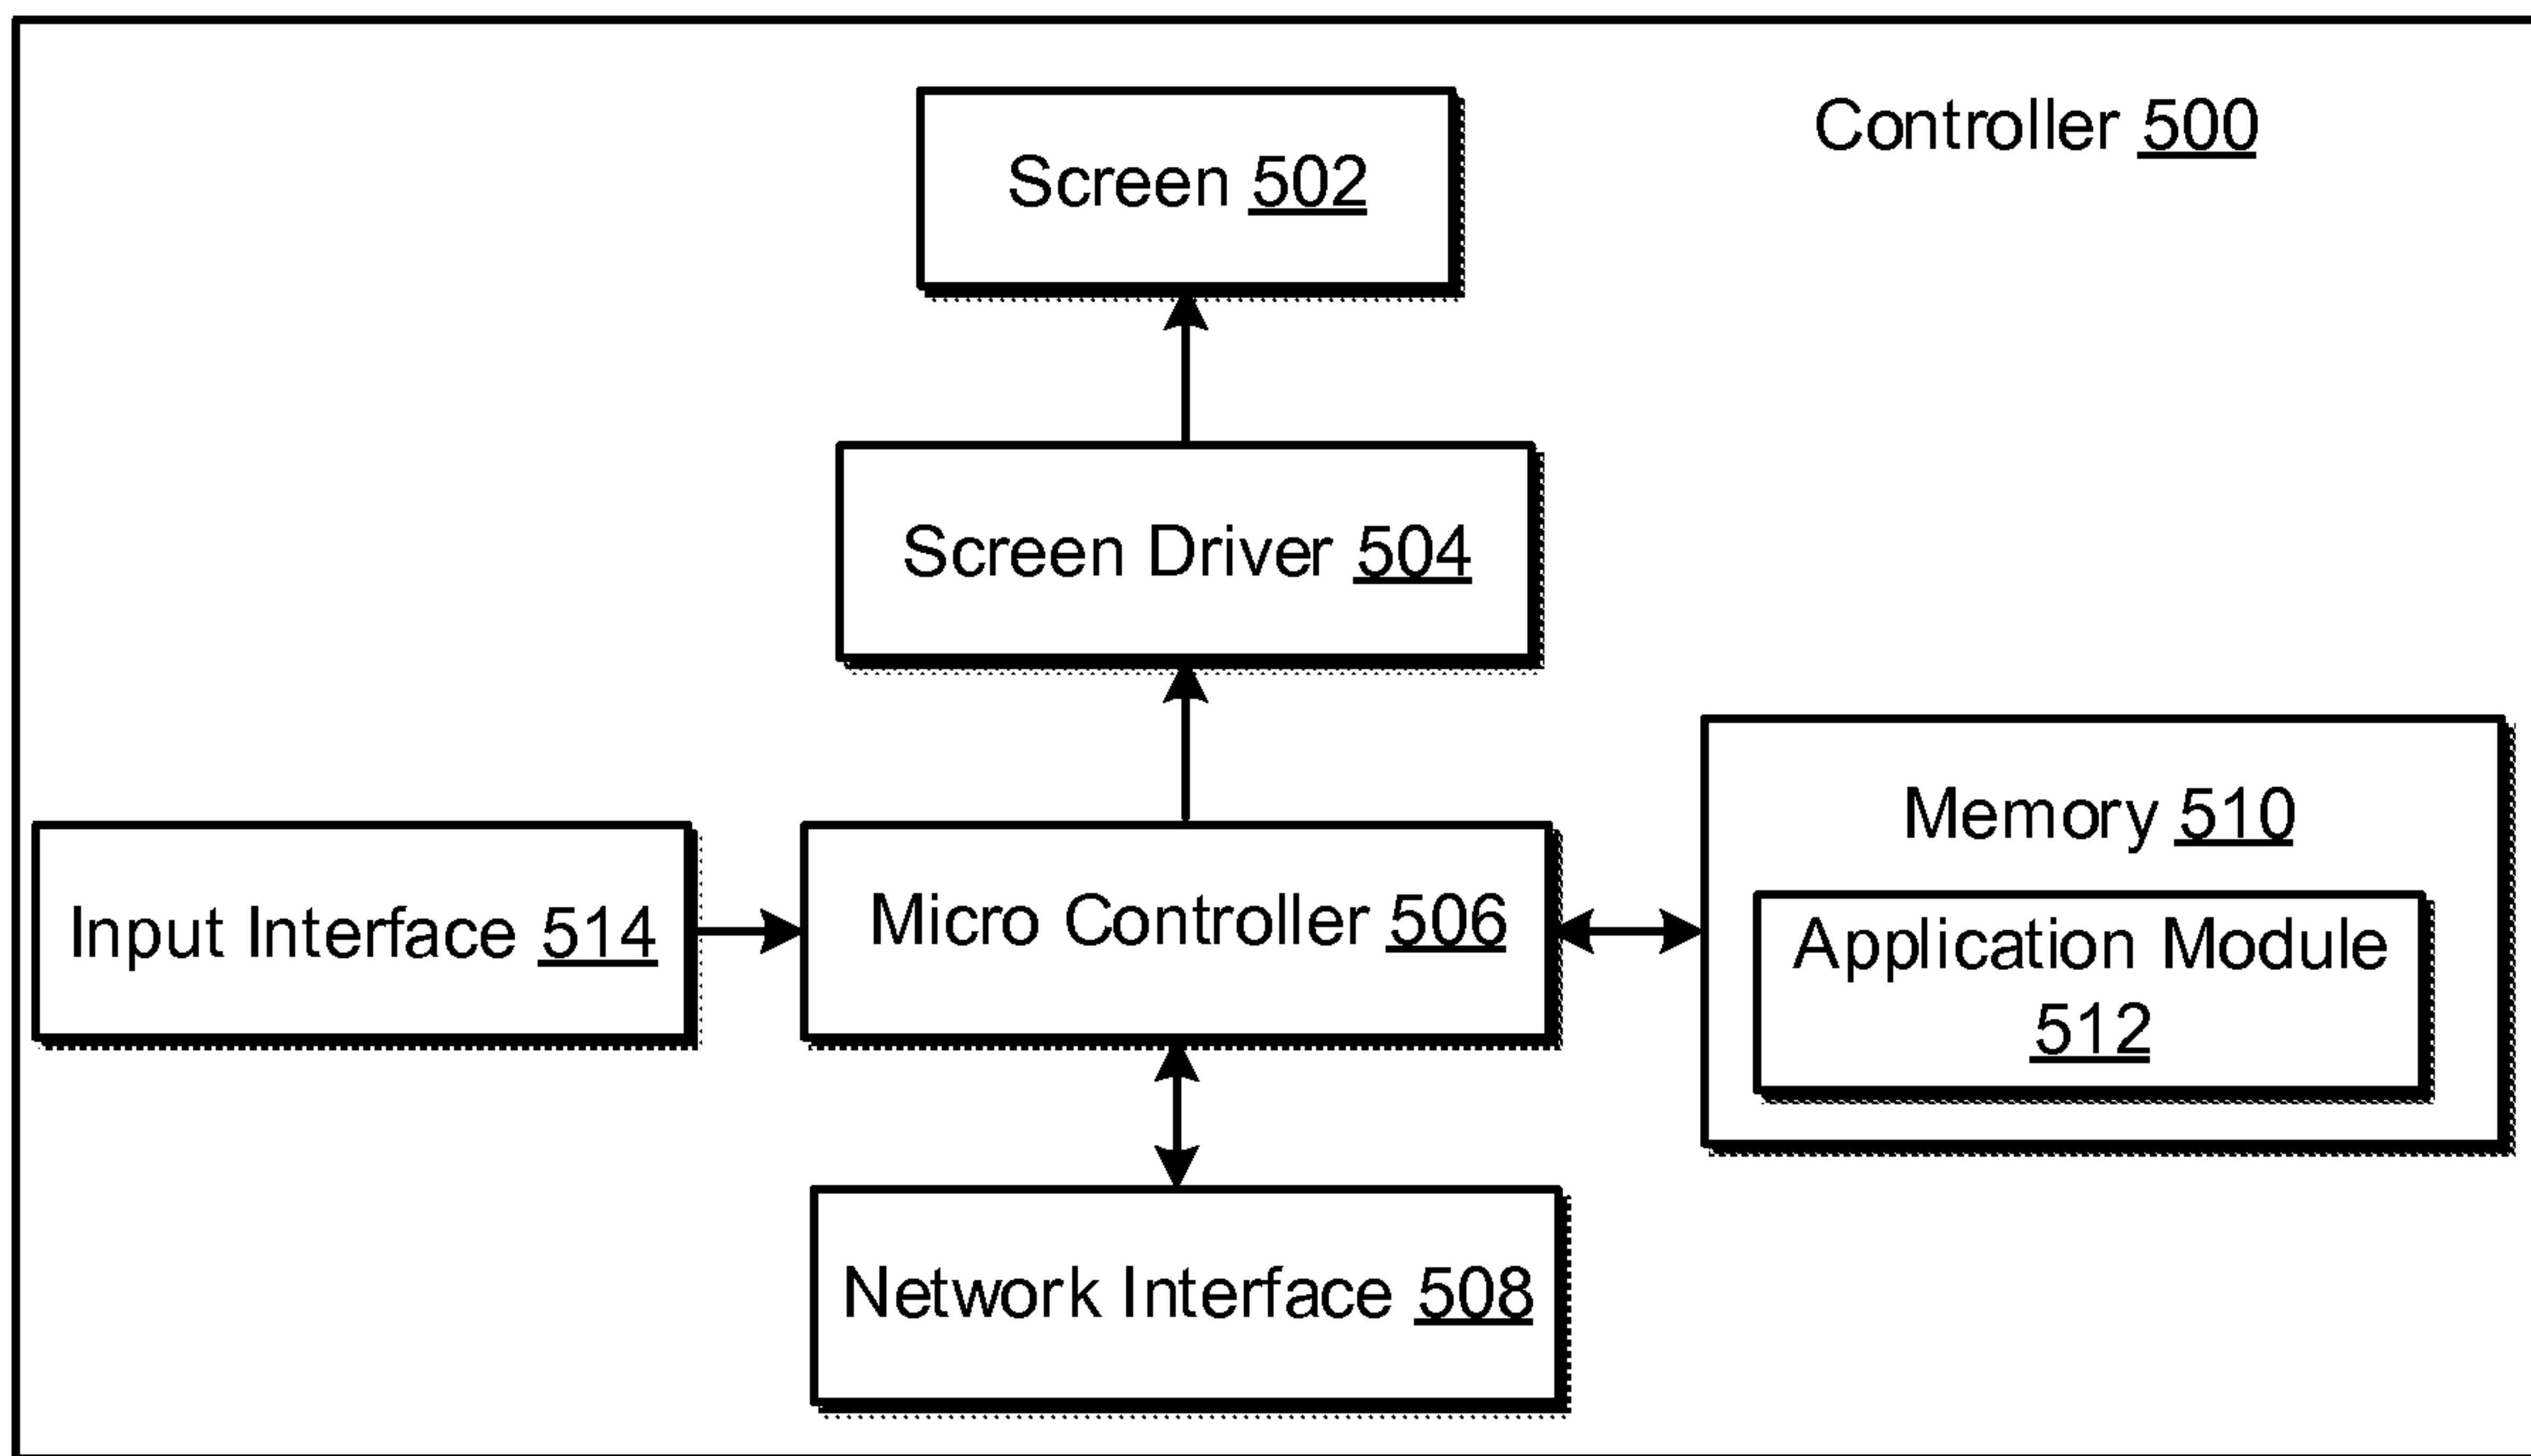 Controller 500
Screen 502
Screen Driver 504
Input Interface 514
Micro Controller 506
Memory 510
Application Module
512
Network Interface 508